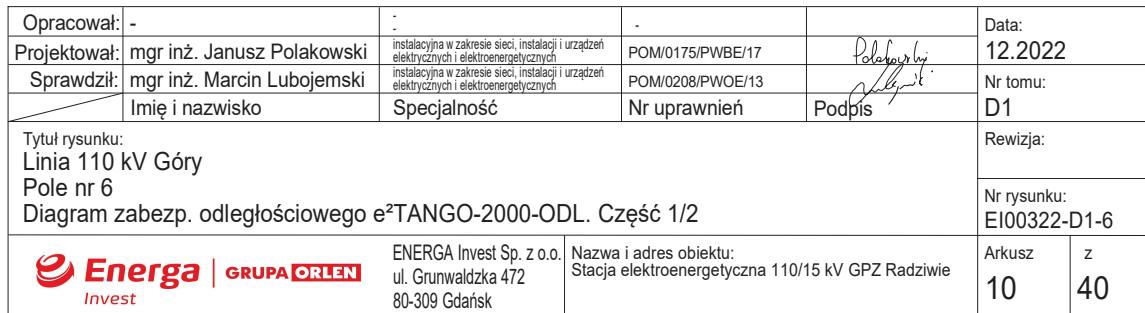 Opracował: - - - -
Projektował: mgr inż. Janusz Polakowski instalacyjna w zakresie sieci, instalacji i urządzeń elektrycznych i elektroenergetycznych POM/0175/PWBE/17 Polakowski
Sprawdził: mgr inż. Marcin Lubojemski instalacyjna w zakresie sieci, instalacji i urządzeń elektrycznych i elektroenergetycznych POM/0208/PWOE/13
Imię i nazwisko Specjalność Nr uprawnień Podpis
Data:
12.2022
Nr tomu:
D1
Tytuł rysunku:
Linia 110 kV Góry
Pole nr 6
Diagram zabezp. odległościowego e²TANGO-2000-ODL. Część 1/2
Rewizja:
Nr rysunku:
EI00322-D1-6
Energa GRUPA ORLEN
Invest
ENERGA Invest Sp. z o.o.
ul. Grunwaldzka 472
80-309 Gdańsk
Nazwa i adres obiektu:
Stacja elektroenergetyczna 110/15 kV GPZ Radziwie
Arkusz z
10 40